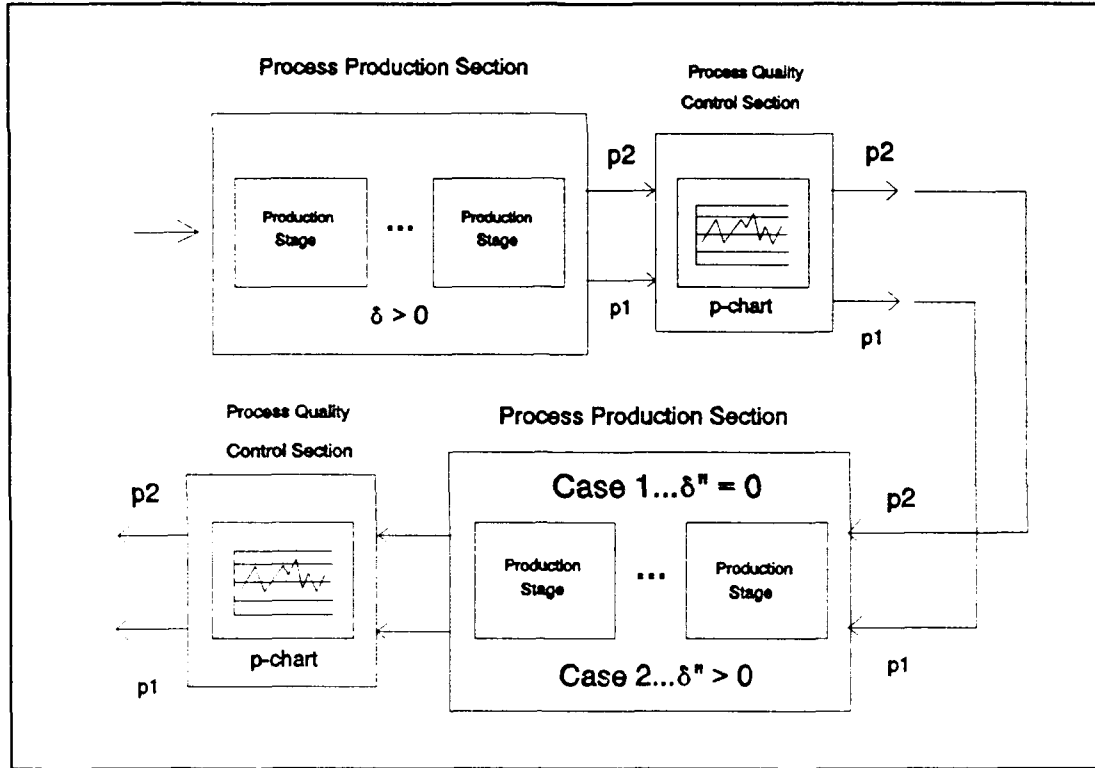 Process Production Section
Process Quality
Control Section
p2
p2
Production
Stage
...
Production
Stage
δ > 0
p1
p-chart
p1
Process Quality
Control Section
Process Production Section
p2
Case 1...δ" = 0
p2
Production
Stage
...
Production
Stage
p-chart
p1
Case 2...δ" > 0
p1